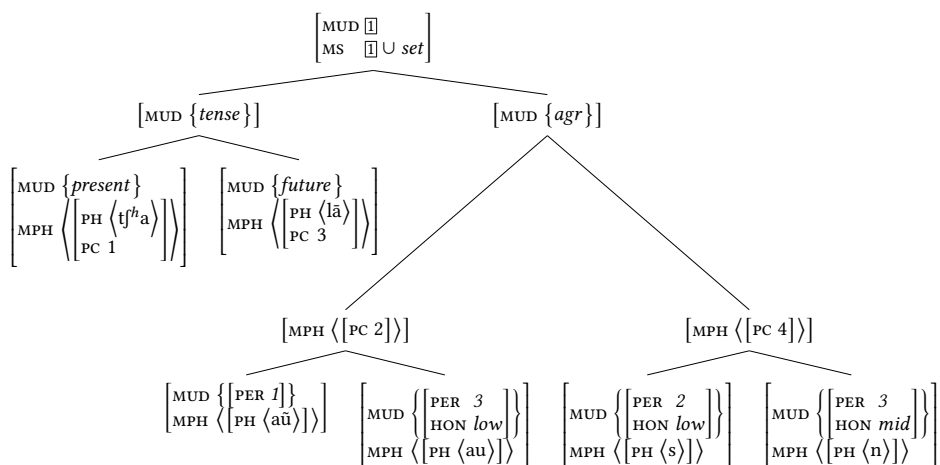 [MUD [1]
MS [1] ∪ set]
[MUD {tense}] [MUD {agr}]
[MUD {present}
MPH ⟨[PH ⟨tʃʰa⟩
PC 1]⟩]
[MUD {future}
MPH ⟨[PH ⟨lā⟩
PC 3]⟩]
[MPH ⟨[PC 2]⟩] [MPH ⟨[PC 4]⟩]
[MUD {[PER 1]}
MPH ⟨[PH ⟨aũ⟩]⟩]
[MUD {[PER 3
HON low]}
MPH ⟨[PH ⟨au⟩]⟩]
[MUD {[PER 2
HON low]}
MPH ⟨[PH ⟨s⟩]⟩]
[MUD {[PER 3
HON mid]}
MPH ⟨[PH ⟨n⟩]⟩]